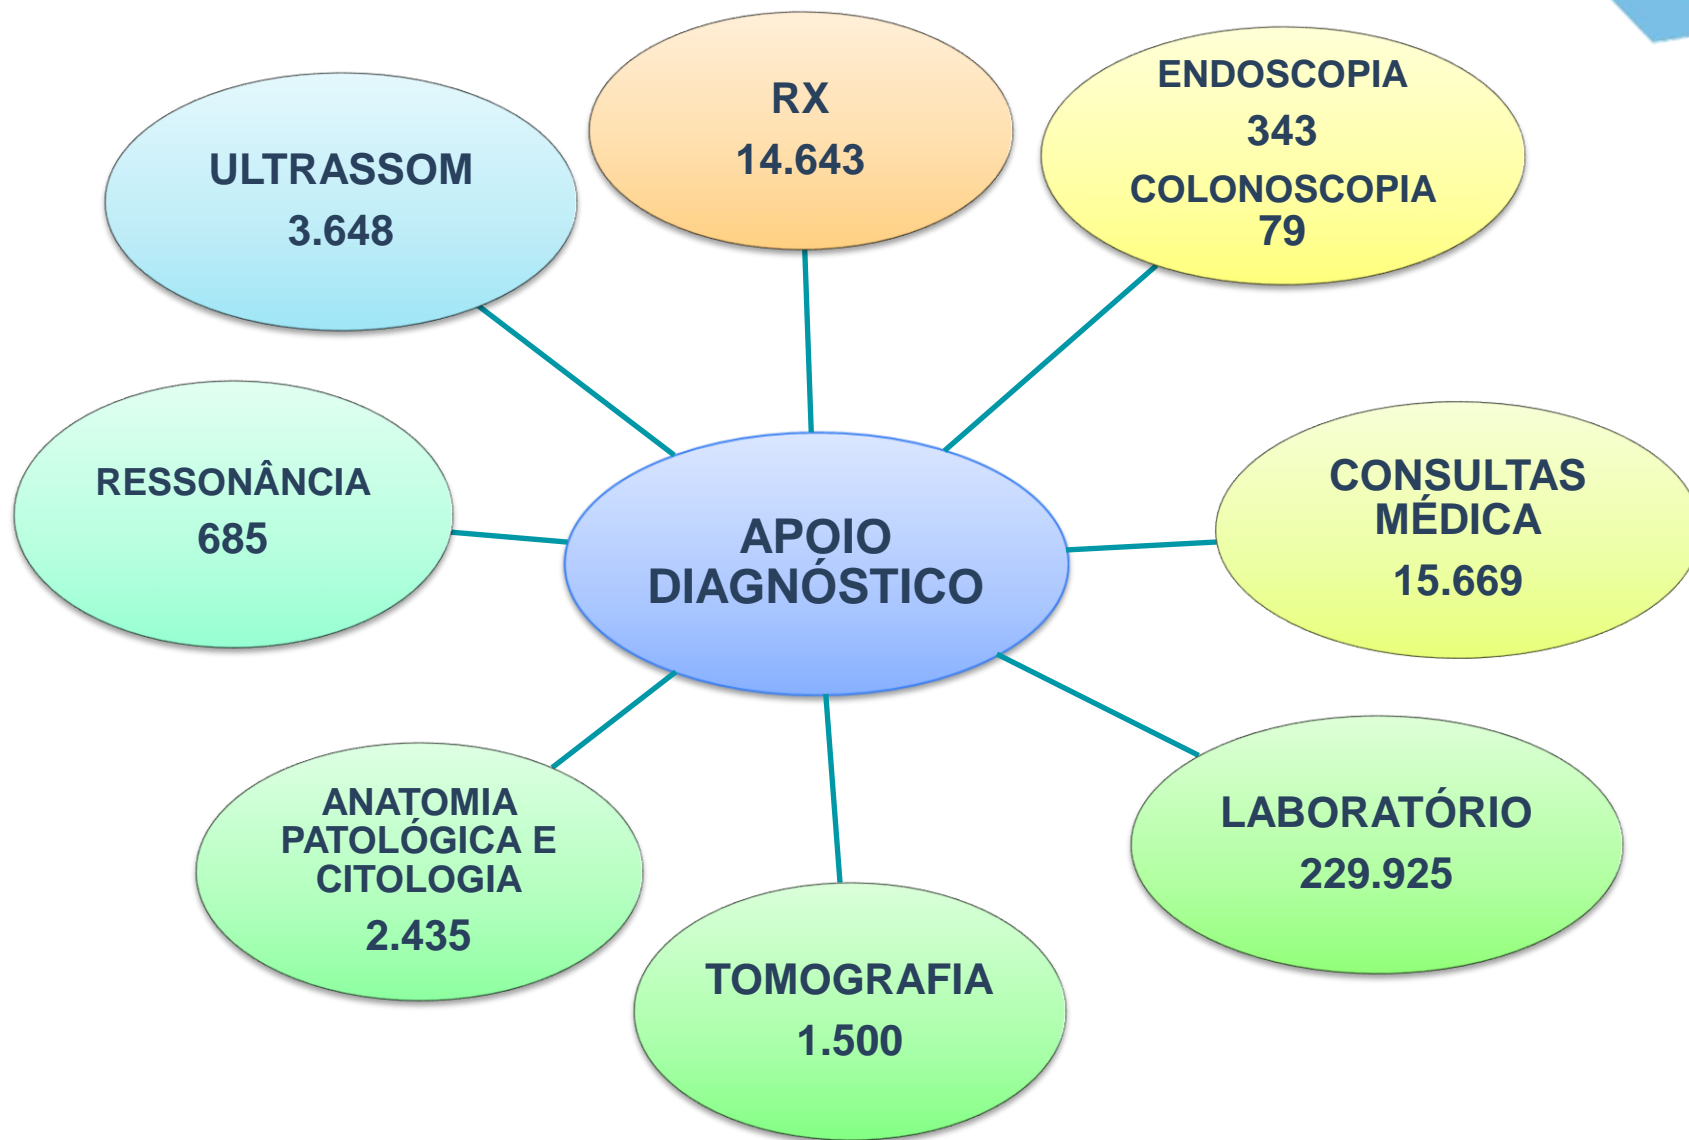 RX
14.643
ENDOSCOPIA
343
COLONOSCOPIA
79
ULTRASSOM
3.648
RESSONÂNCIA
685
APOIO
DIAGNÓSTICO
CONSULTAS
MÉDICA
15.669
ANATOMIA
PATOLÓGICA E
CITOLOGIA
2.435
LABORATÓRIO
229.925
TOMOGRAFIA
1.500